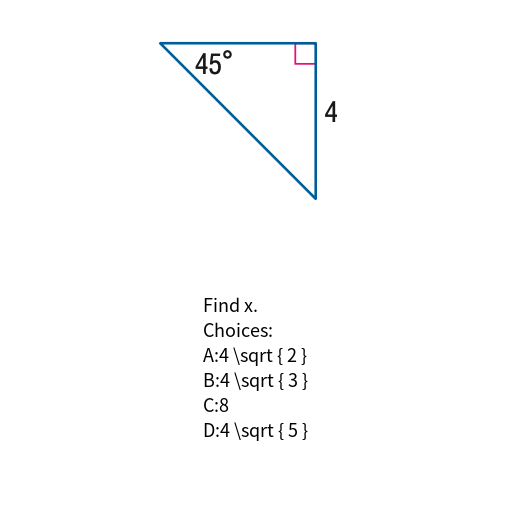 45°
4
Find x.
Choices:
A:4 \sqrt { 2 }
B:4 \sqrt { 3 }
C:8
D:4 \sqrt { 5 }